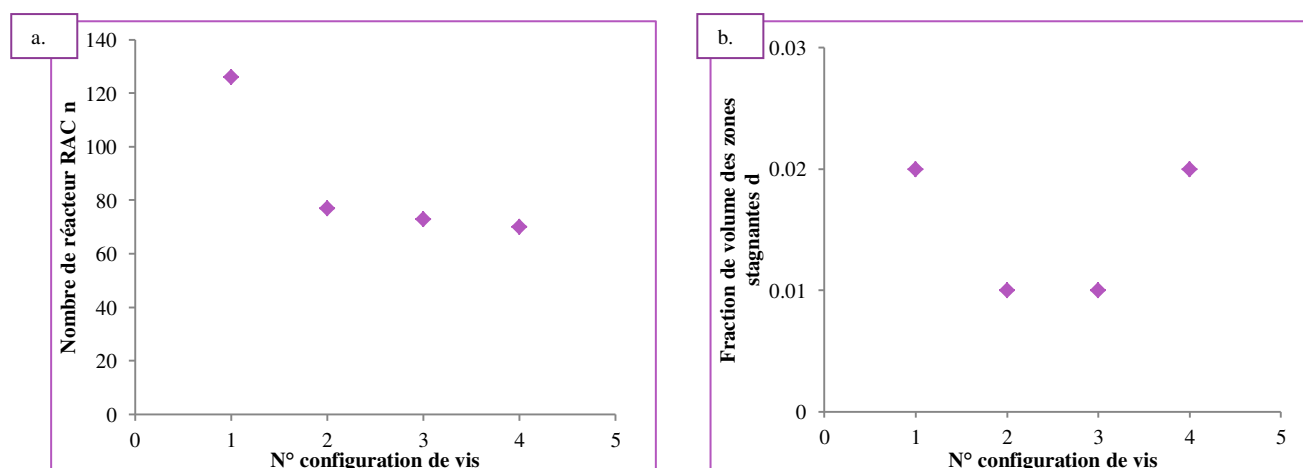 a.
140
120
100
80
60
40
20
0
0 1 2 3 4 5
Nombre de réacteur RAC n
N° configuration de vis
b.
0.03
0.02
0.01
0
0 1 2 3 4 5
Fraction de volume des zones
stagnantes d
N° configuration de vis